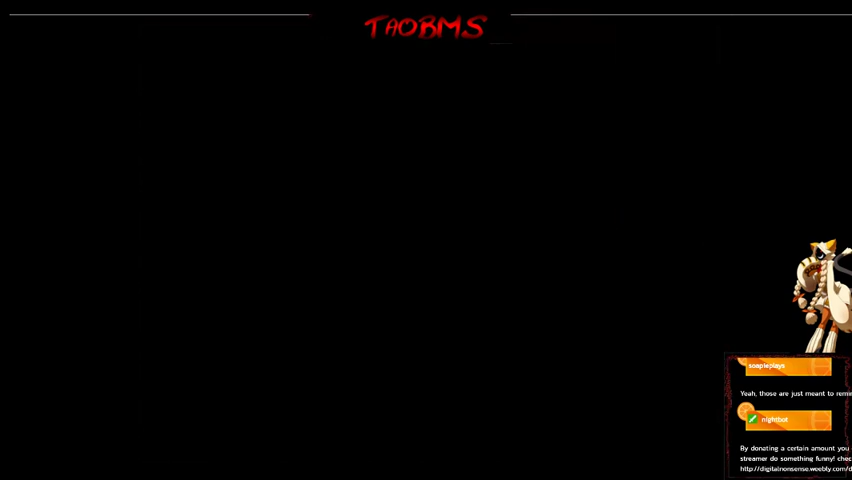 TAOBMS
soapieplays
Yeah, those are just meant to remi
nightbot
By donating a certain amount you
streamer do something funny! chec
http://digitalnonsense.weebly.com/d